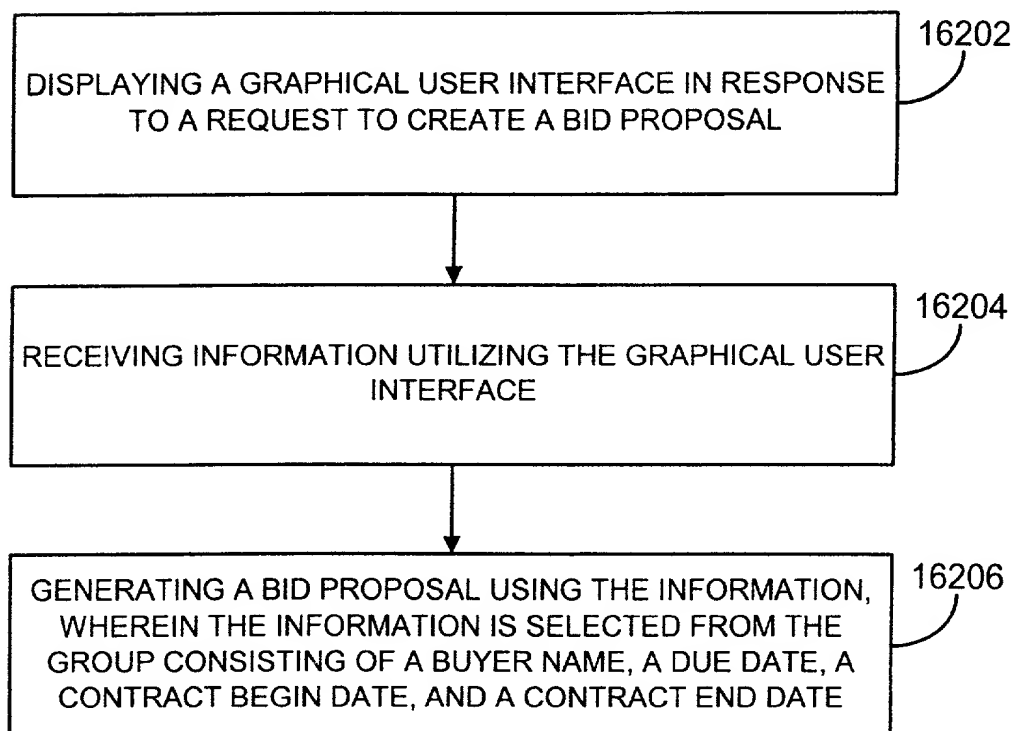 16202
DISPLAYING A GRAPHICAL USER INTERFACE IN RESPONSE
TO A REQUEST TO CREATE A BID PROPOSAL
16204
RECEIVING INFORMATION UTILIZING THE GRAPHICAL USER
INTERFACE
16206
GENERATING A BID PROPOSAL USING THE INFORMATION,
WHEREIN THE INFORMATION IS SELECTED FROM THE
GROUP CONSISTING OF A BUYER NAME, A DUE DATE, A
CONTRACT BEGIN DATE, AND A CONTRACT END DATE